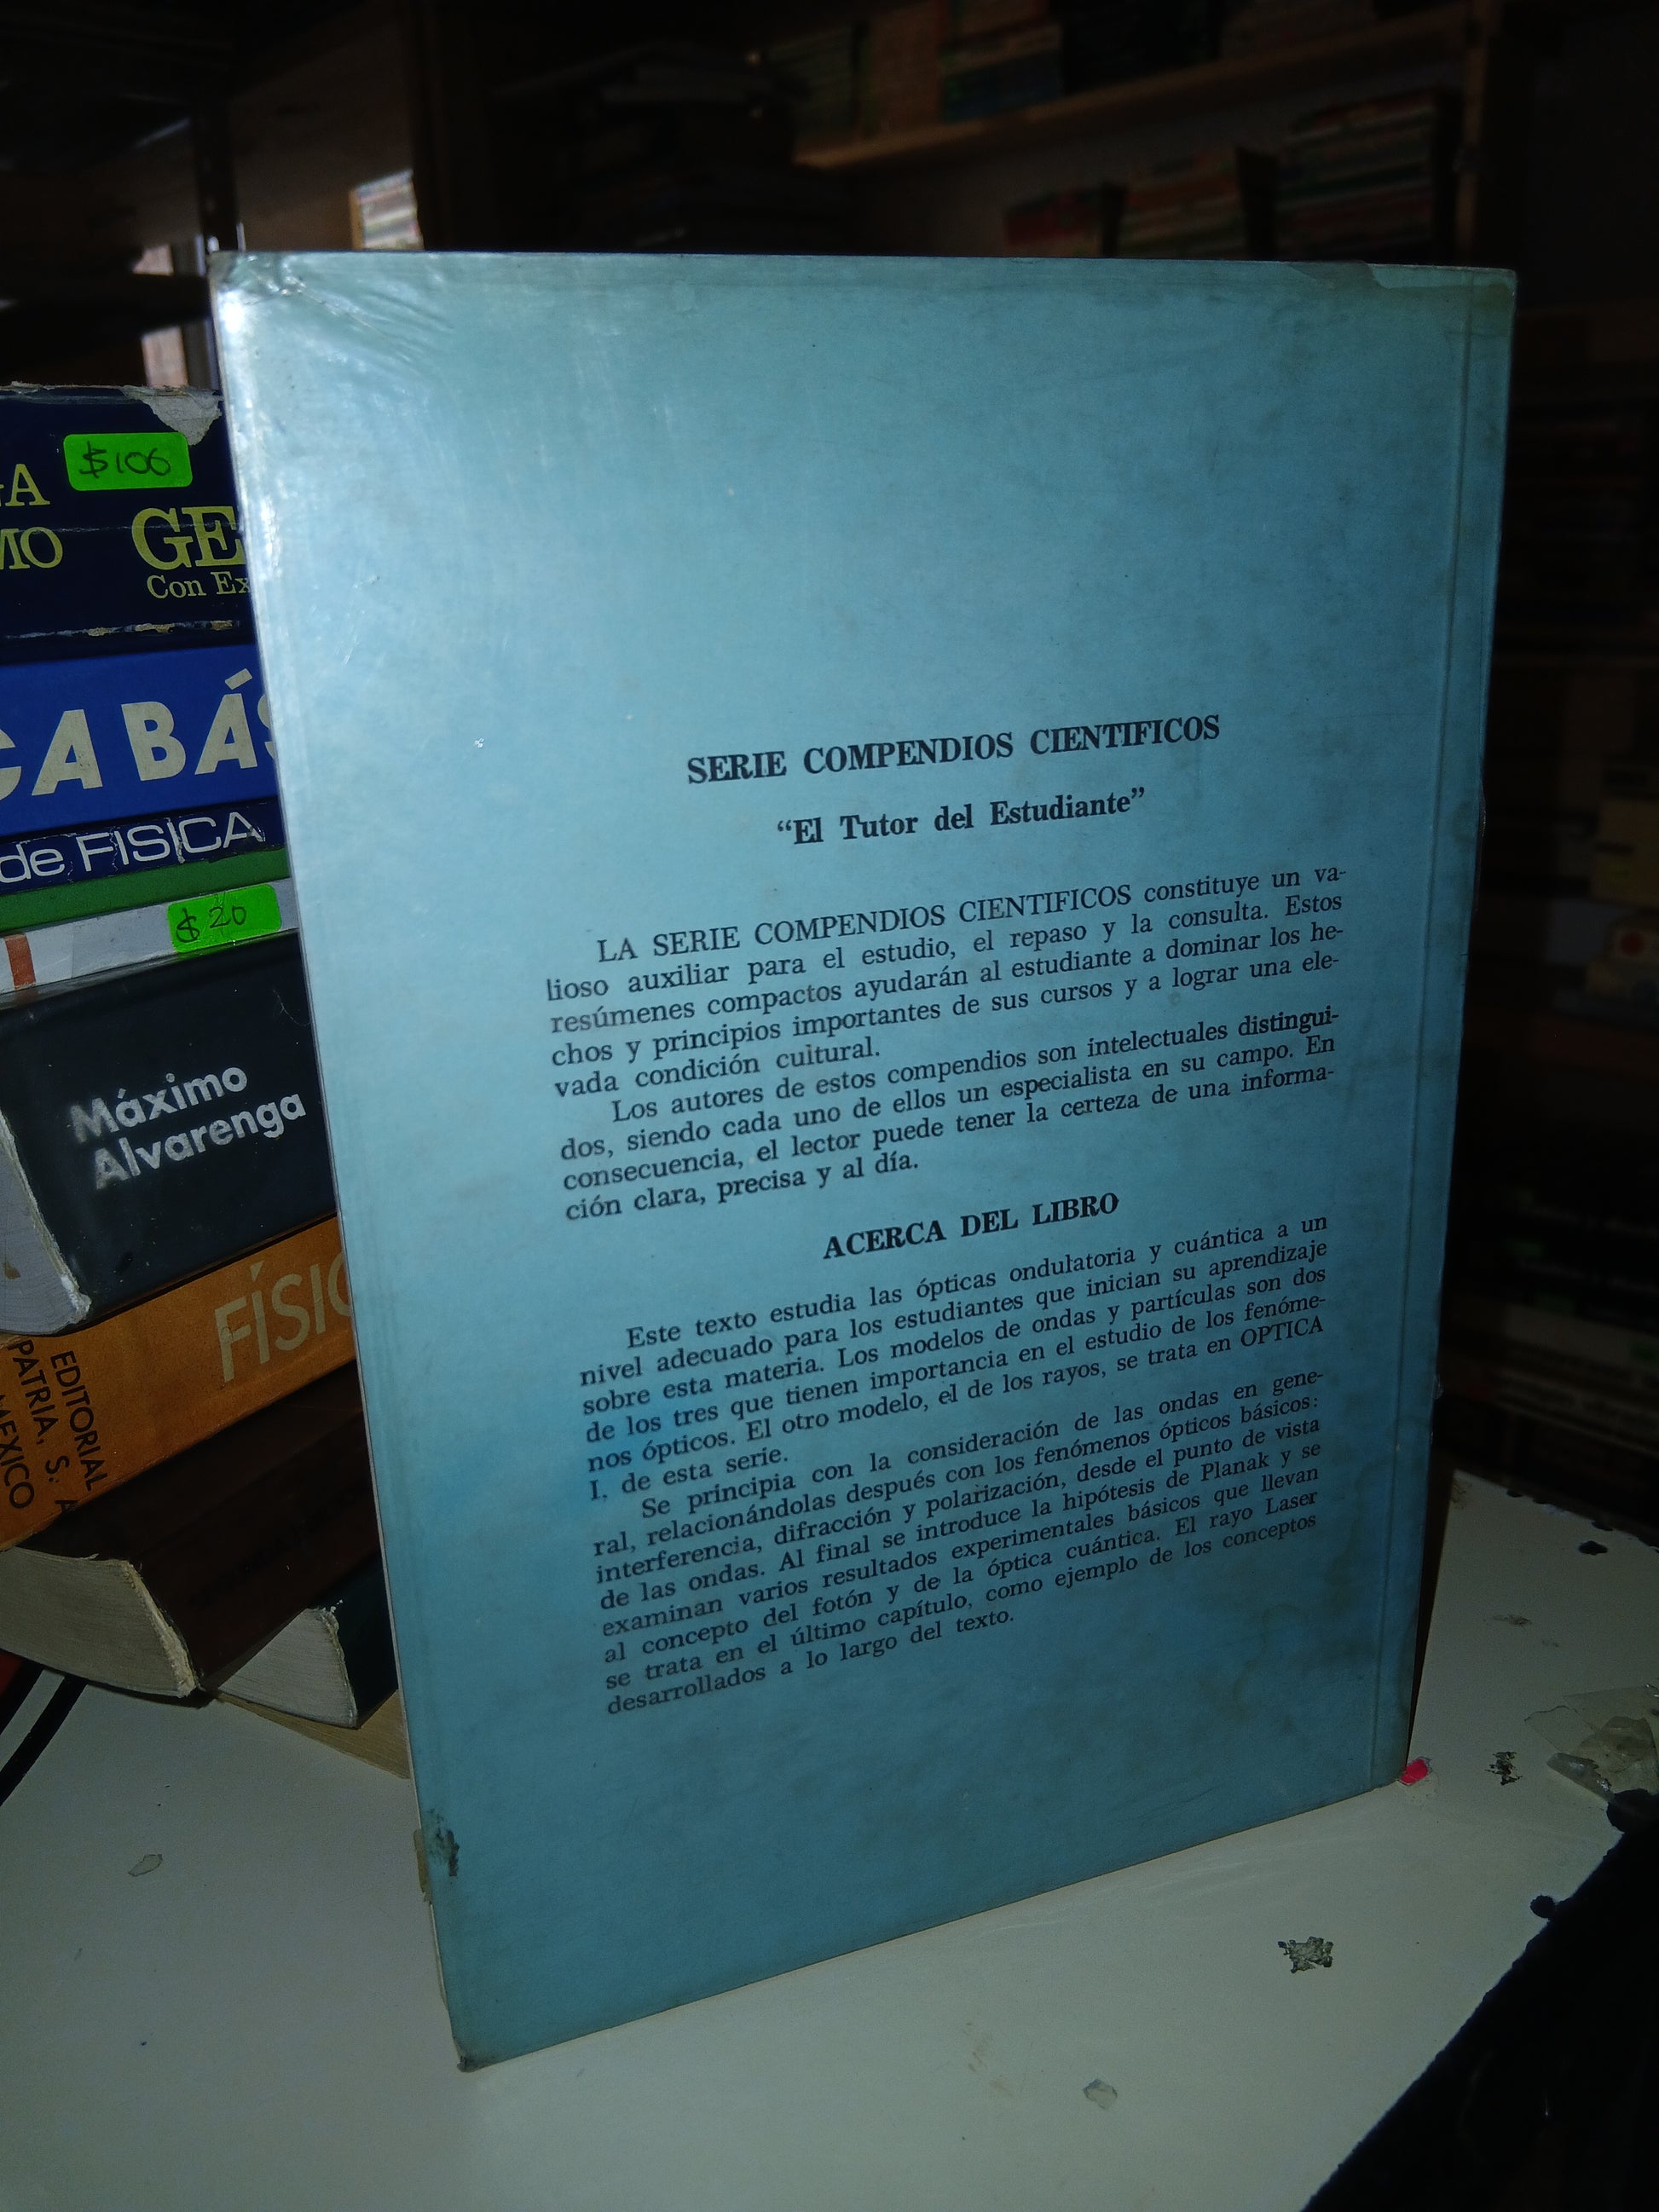 SERIE COMPENDIOS CIENTIFICOS
“El Tutor del Estudiante”
LA SERIE COMPENDIOS CIENTIFICOS constituye un va-
lioso auxiliar para el estudio, el repaso y la consulta. Estos
resúmenes compactos ayudarán al estudiante a dominar los he-
chos y principios importantes de sus cursos y a lograr una ele-
vada condición cultural.
Los autores de estos compendios son intelectuales distingui-
dos, siendo cada uno de ellos un especialista en su campo. En
consecuencia, el lector puede tener la certeza de una informa-
ción clara, precisa y al día.
ACERCA DEL LIBRO
Este texto estudia las ópticas ondulatoria y cuántica a un
nivel adecuado para los estudiantes que inician su aprendizaje
sobre esta materia. Los modelos de ondas y partículas son dos
de los tres que tienen importancia en el estudio de los fenóme-
nos ópticos. El otro modelo, el de los rayos, se trata en OPTICA
I, de esta serie.
Se principia con la consideración de las ondas en gene-
ral, relacionándolas después con los fenómenos ópticos básicos:
interferencia, difracción y polarización, desde el punto de vista
de las ondas. Al final se introduce la hipótesis de Planak y se
examinan varios resultados experimentales básicos que llevan
al concepto del fotón y de la óptica cuántica. El rayo Laser
se trata en el último capítulo, como ejemplo de los conceptos
desarrollados a lo largo del texto.
$106
GA
MO
GE
Con Ex
CA BÁS
de FISICA
$20
Máximo
Alvarenga
FÍSIC
EDITORIAL
PATRIA, S. A
MEXICO